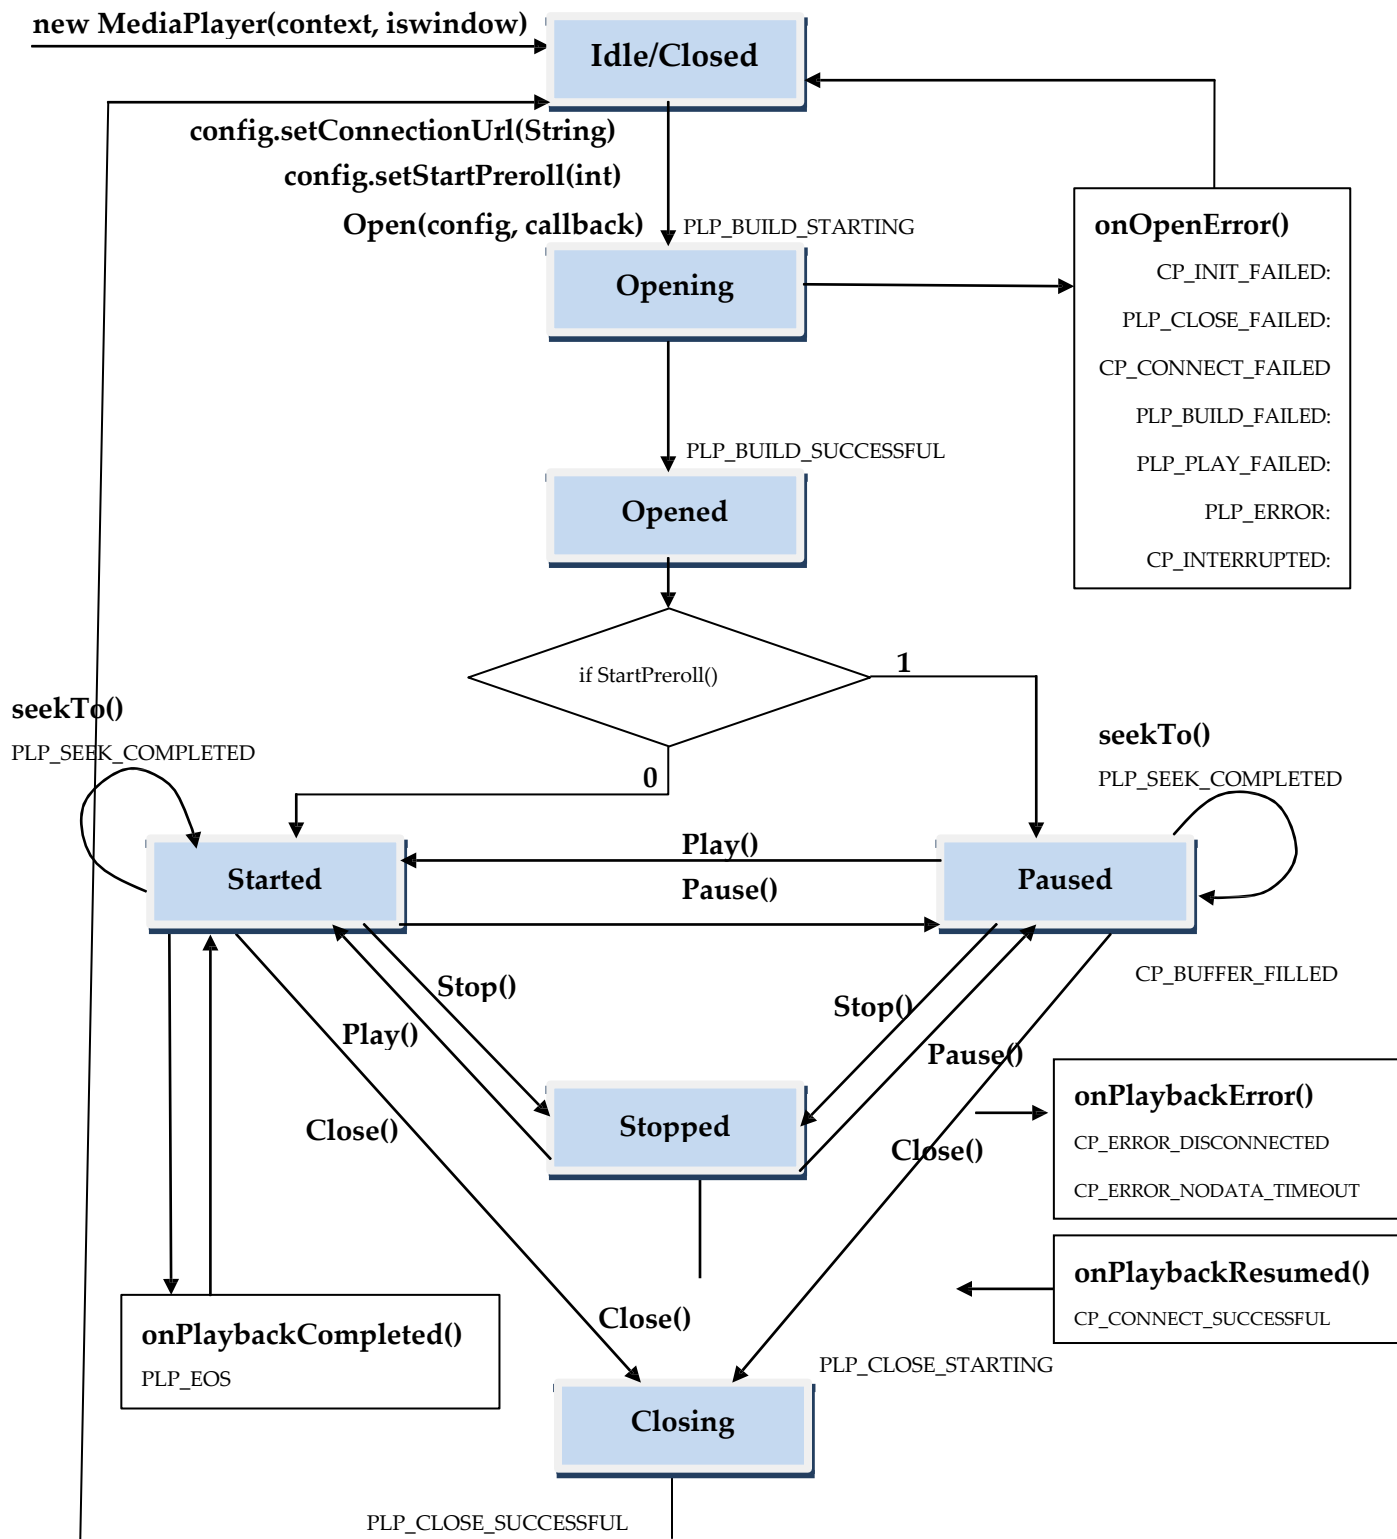 new MediaPlayer(context, iswindow)
Idle/Closed
config.setConnectionUrl(String)
config.setStartPreroll(int)
Open(config, callback)
PLP_BUILD_STARTING
Opening
onOpenError()
CP_INIT_FAILED:
PLP_CLOSE_FAILED:
CP_CONNECT_FAILED
PLP_BUILD_FAILED:
PLP_PLAY_FAILED:
PLP_ERROR:
CP_INTERRUPTED:
PLP_BUILD_SUCCESSFUL
Opened
if StartPreroll()
1
0
seekTo()
PLP_SEEK_COMPLETED
seekTo()
PLP_SEEK_COMPLETED
Started
Play()
Pause()
Paused
CP_BUFFER_FILLED
Stop()
Play()
Stop()
Pause()
Close()
Stopped
Close()
onPlaybackError()
CP_ERROR_DISCONNECTED
CP_ERROR_NODATA_TIMEOUT
onPlaybackResumed()
CP_CONNECT_SUCCESSFUL
onPlaybackCompleted()
PLP_EOS
Close()
PLP_CLOSE_STARTING
Closing
PLP_CLOSE_SUCCESSFUL